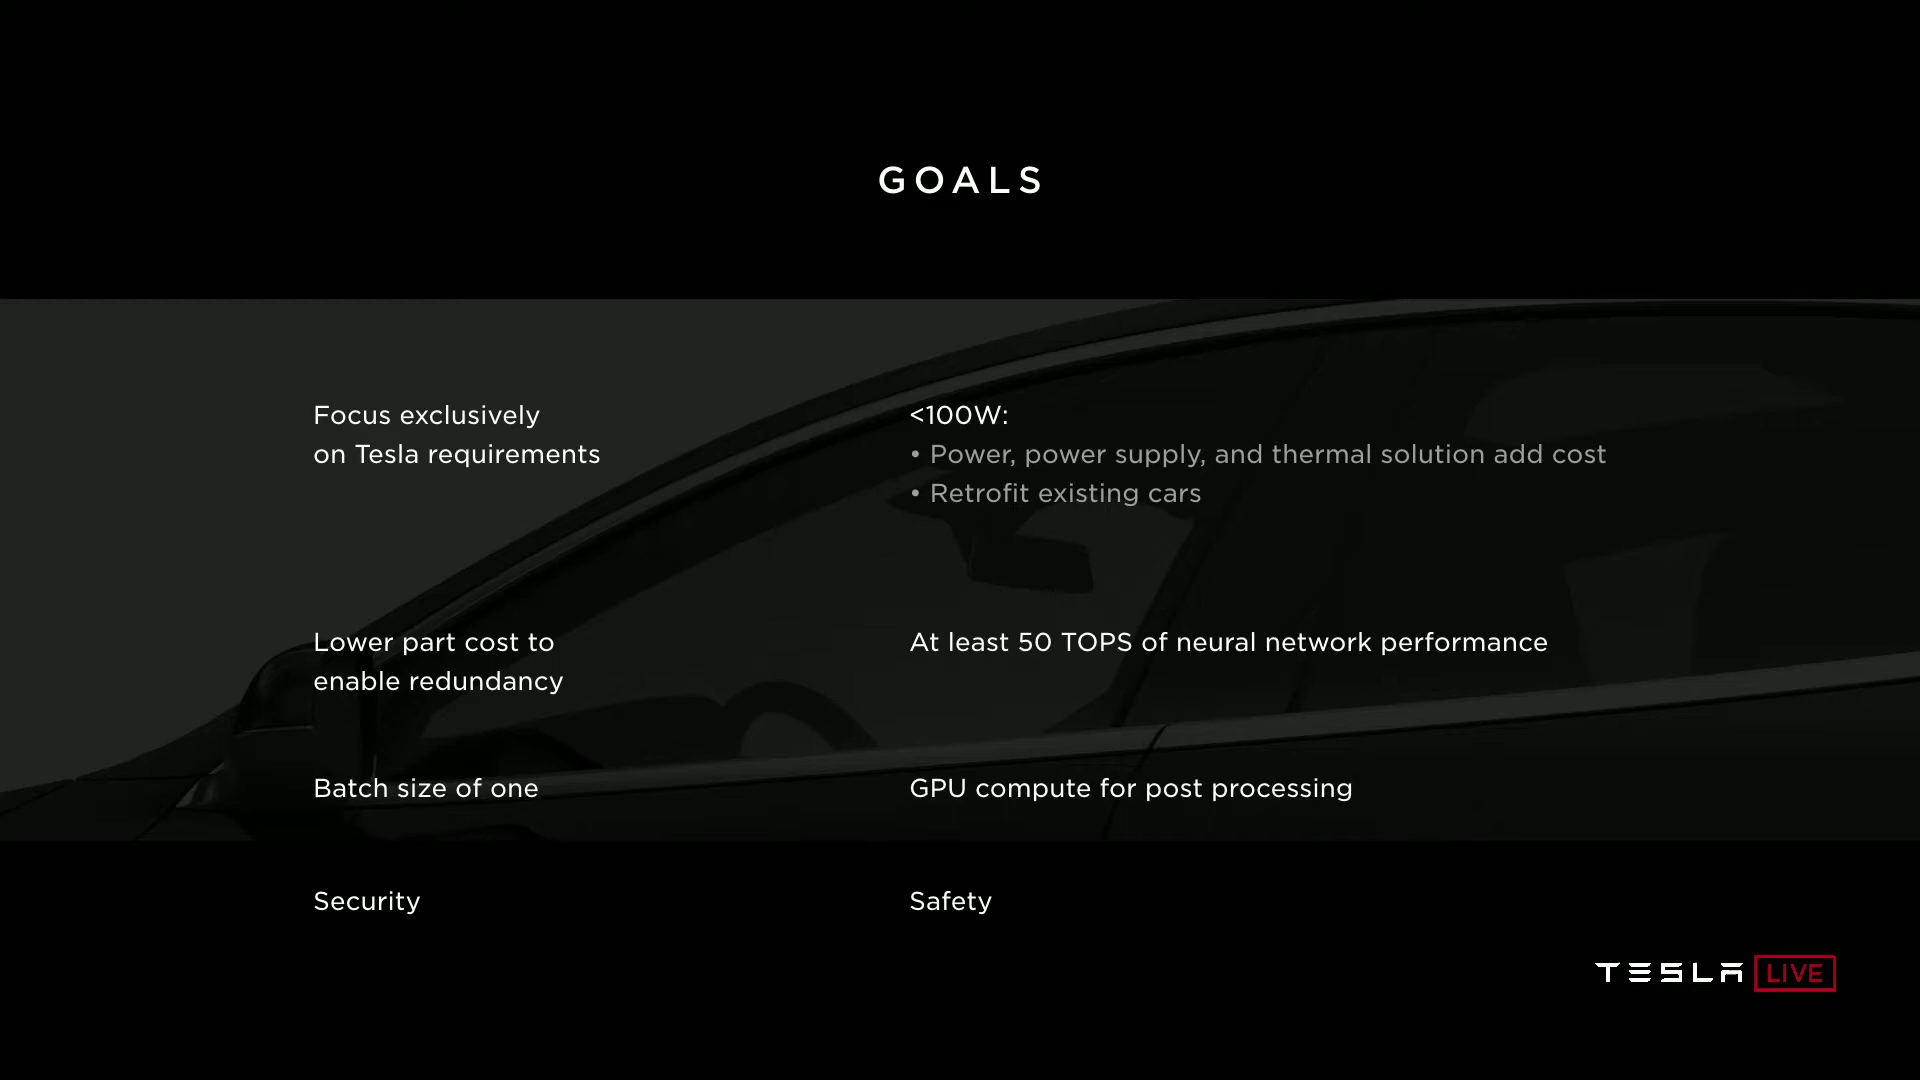 GOALS
Focus exclusively
on Tesla requirements
<100W:
• Power, power supply, and thermal solution add cost
• Retrofit existing cars
Lower part cost to
enable redundancy
At least 50 TOPS of neural network performance
Batch size of one
GPU compute for post processing
Security
Safety
TESLA LIVE